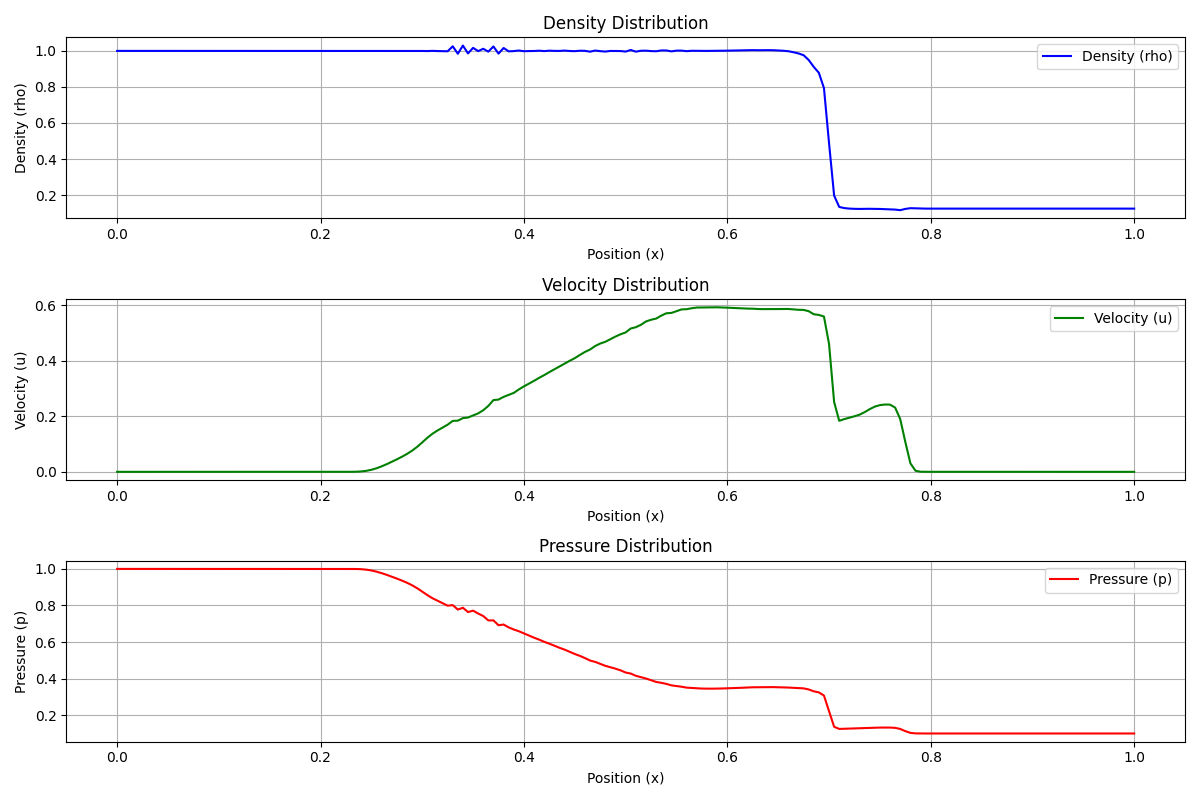 Density Distribution
1.0
0.8
0.6
0.4
0.2
Density (rho)
Density (rho)
0.0 0.2 0.4 0.6 0.8 1.0
Position (x)
Velocity Distribution
0.6
0.4
0.2
0.0
Velocity (u)
Velocity (u)
0.0 0.2 0.4 0.6 0.8 1.0
Position (x)
Pressure Distribution
1.0
0.8
0.6
0.4
0.2
Pressure (p)
Pressure (p)
0.0 0.2 0.4 0.6 0.8 1.0
Position (x)